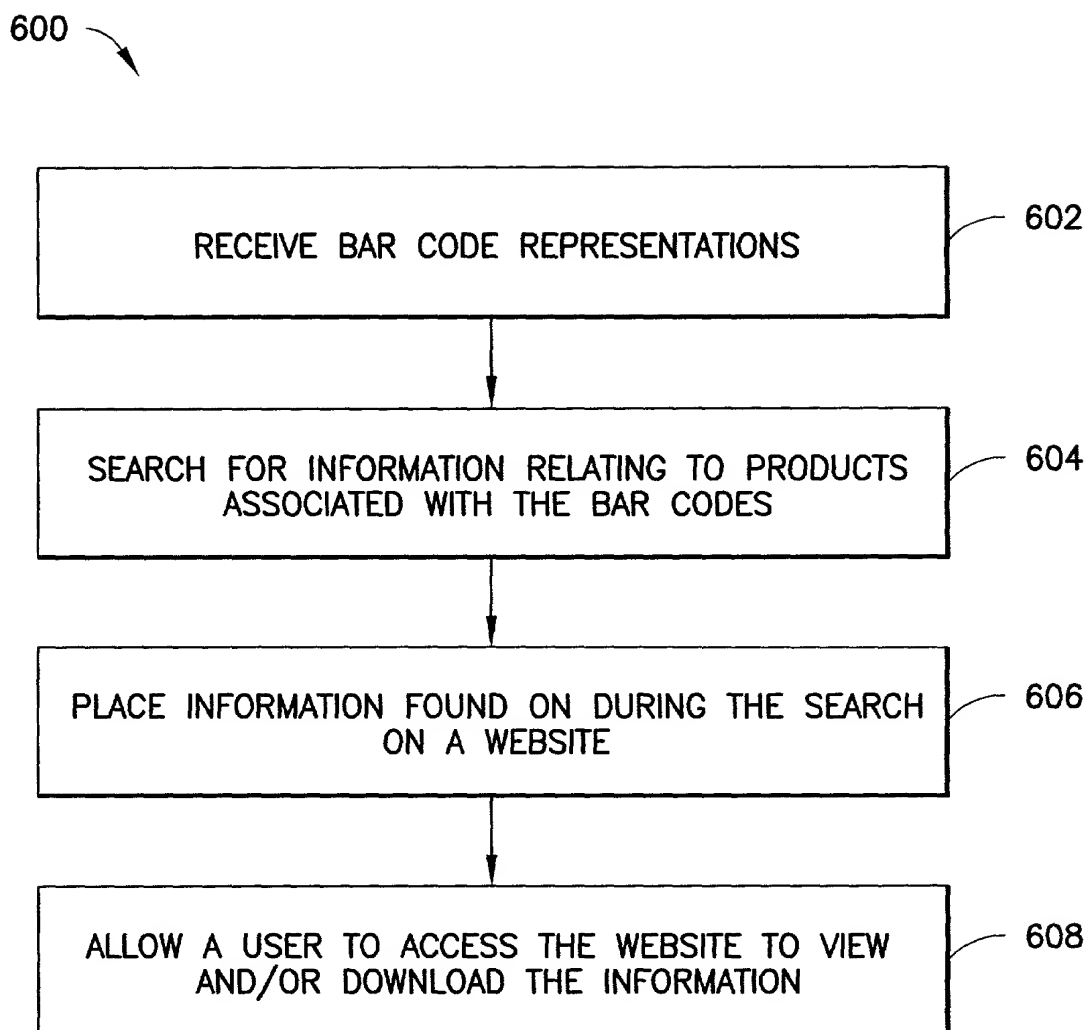 600
RECEIVE BAR CODE REPRESENTATIONS
602
SEARCH FOR INFORMATION RELATING TO PRODUCTS
ASSOCIATED WITH THE BAR CODES
604
PLACE INFORMATION FOUND ON DURING THE SEARCH
ON A WEBSITE
606
ALLOW A USER TO ACCESS THE WEBSITE TO VIEW
AND/OR DOWNLOAD THE INFORMATION
608